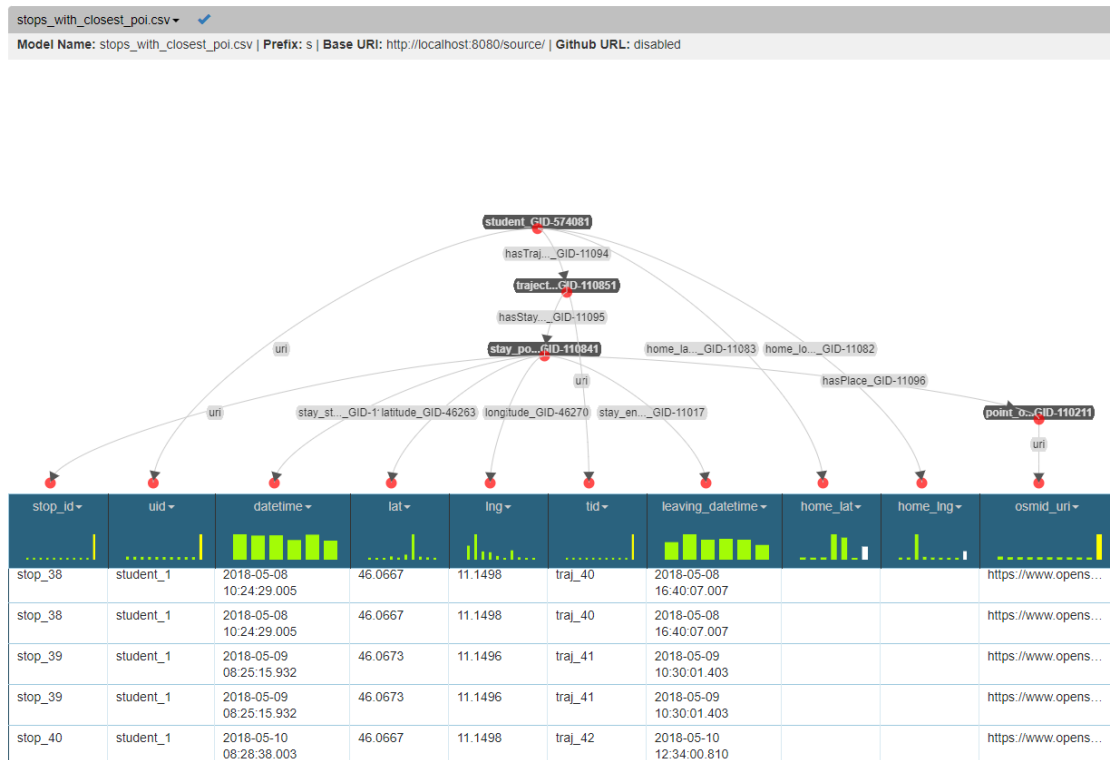 stops_with_closest_poi.csv
Model Name: stops_with_closest_poi.csv | Prefix: s | Base URI: http://localhost:8080/source/ | Github URL: disabled
student_GID-574081
hasTraj..._GID-11094
traject...GID-110851
hasStay..._GID-11095
uri
stay_po...GID-110841
home_la..._GID-11083
home_lo..._GID-11082
uri
hasPlace_GID-11096
uri
stay_st..._GID-1
latitude_GID-46263
longitude_GID-46270
stay_en..._GID-11017
point_o...GID-110211
uri
stop_id uid datetime lat lng tid leaving_datetime home_lat home_lng osmid_uri
stop_38 student_1 2018-05-08 46.0667 11.1498 traj_40 2018-05-08 https://www.opens...
10:24:29.005 16:40:07.007
stop_38 student_1 2018-05-08 46.0667 11.1498 traj_40 2018-05-08 https://www.opens...
10:24:29.005 16:40:07.007
stop_39 student_1 2018-05-09 46.0673 11.1496 traj_41 2018-05-09 https://www.opens...
08:25:15.932 10:30:01.403
stop_39 student_1 2018-05-09 46.0673 11.1496 traj_41 2018-05-09 https://www.opens...
08:25:15.932 10:30:01.403
stop_40 student_1 2018-05-10 46.0667 11.1498 traj_42 2018-05-10 https://www.opens...
08:28:38.003 12:34:00.810